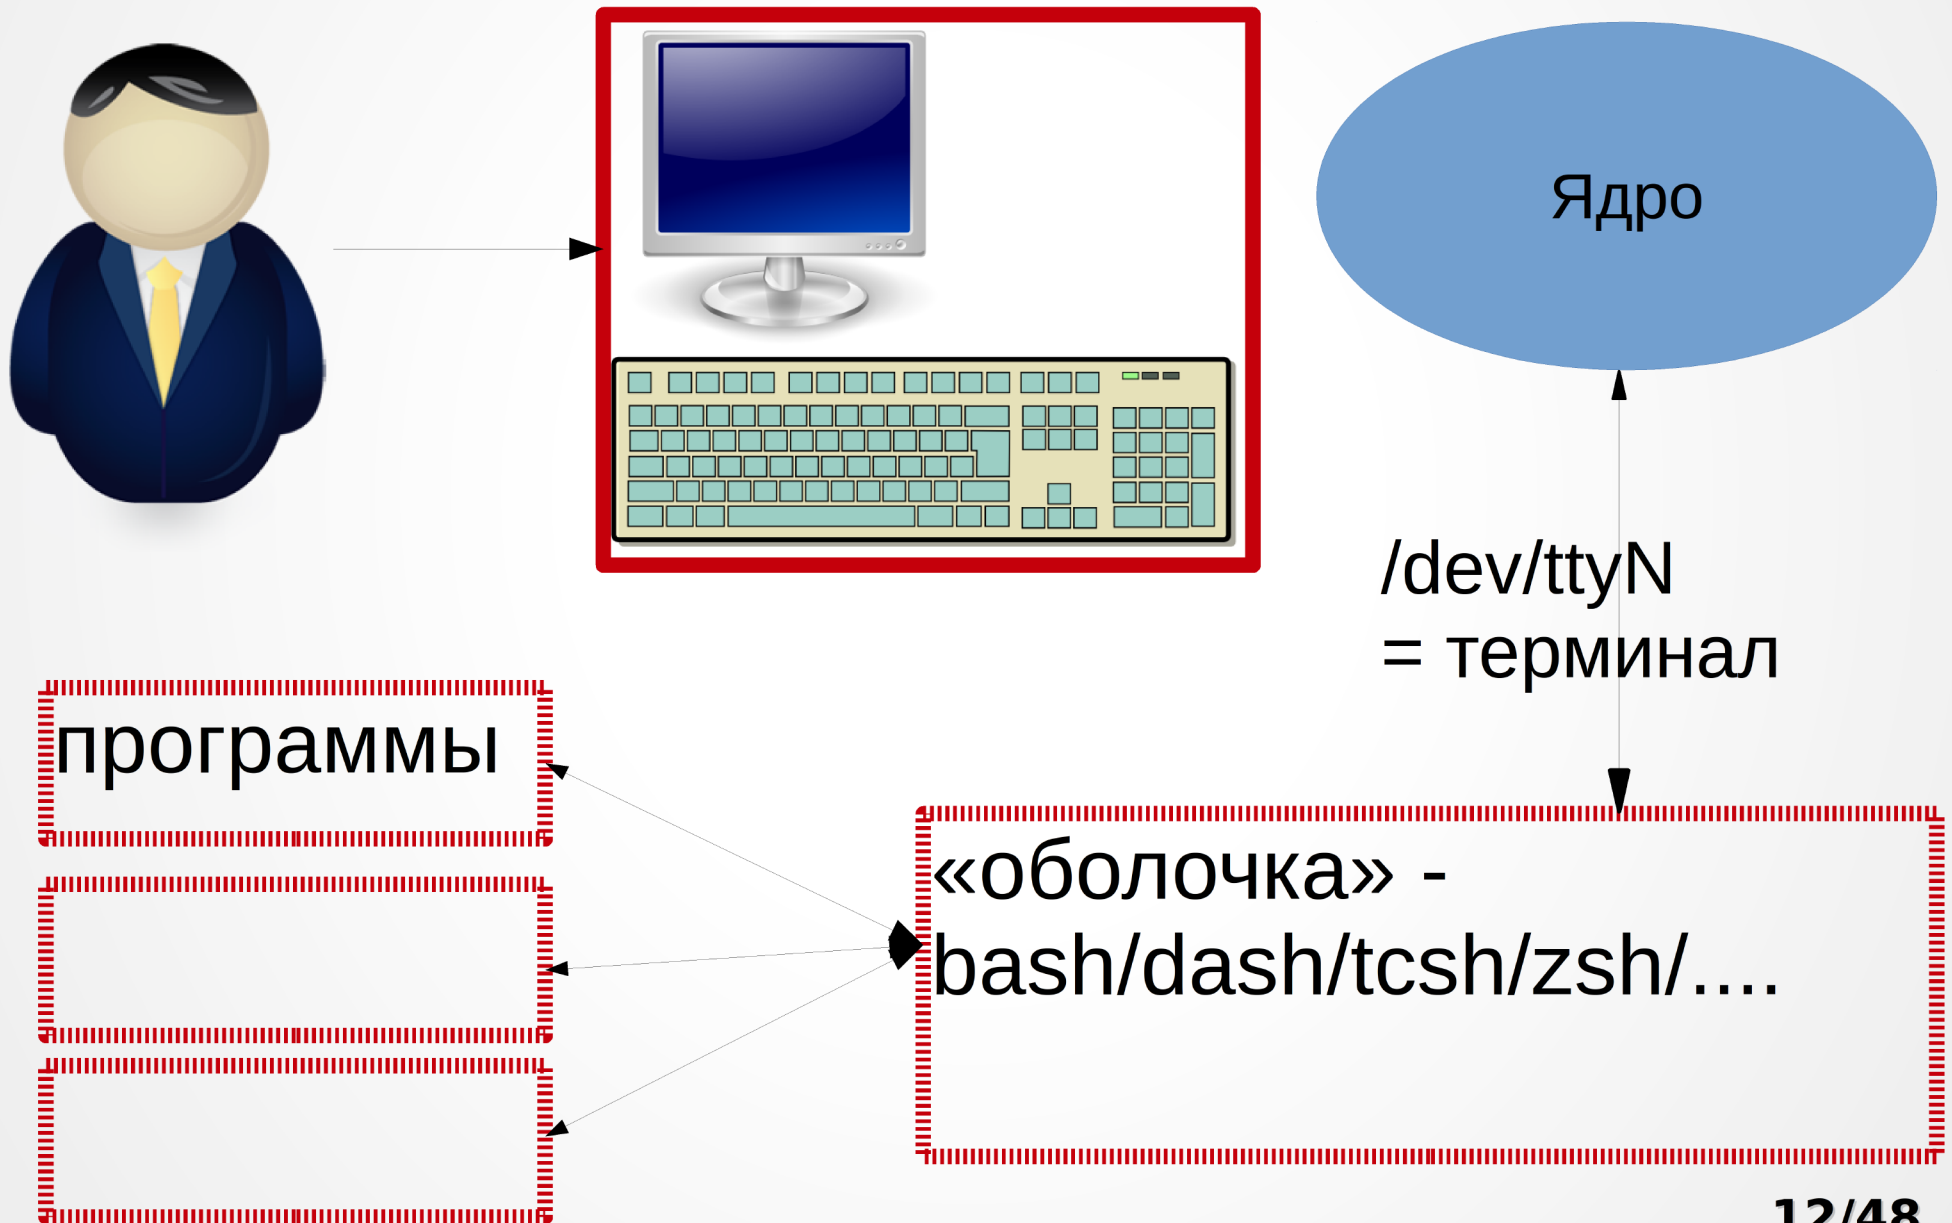 Ядро
/dev/ttyN
= терминал
программы
«оболочка» -
bash/dash/tcsh/zsh/....
12/48